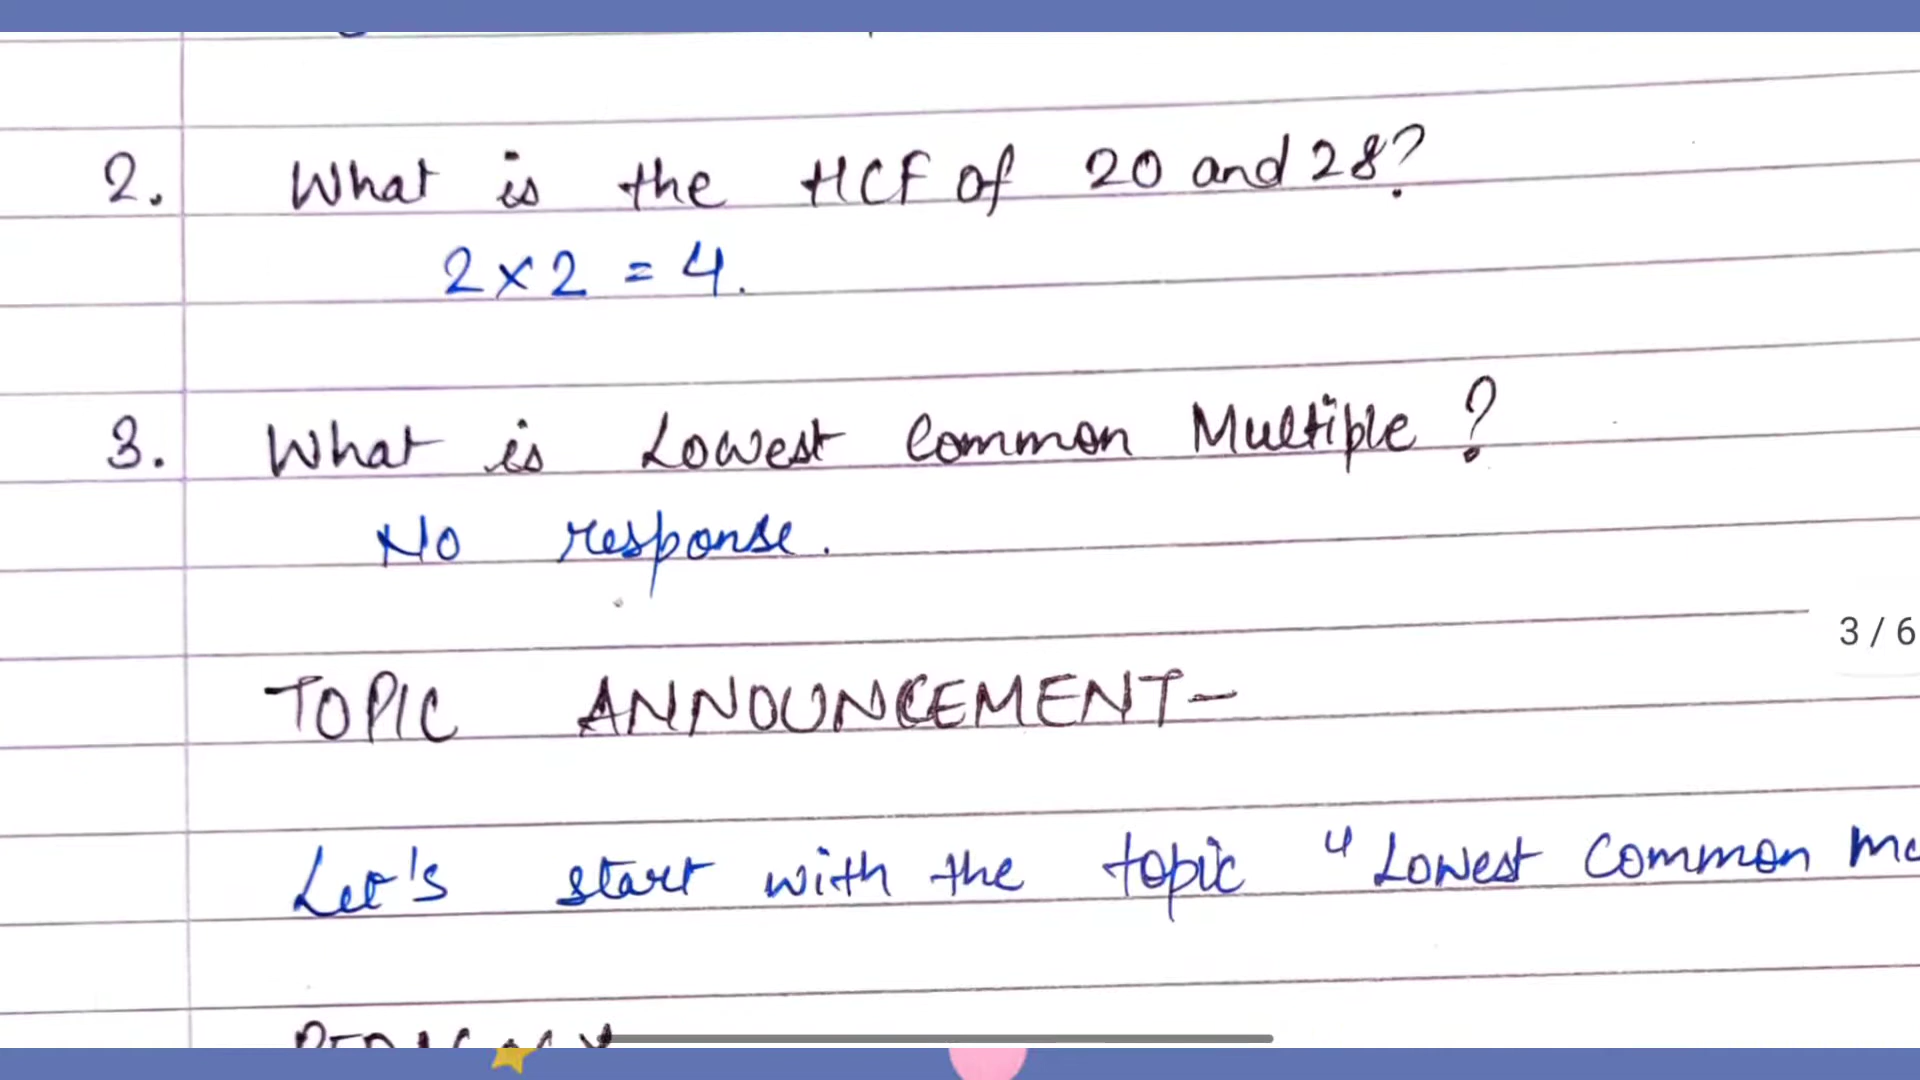 2. What is the HCF of 20 and 28?
2 × 2 = 4.
3. What is Lowest Common Multiple?
No response.
3 / 6
TOPIC ANNOUNCEMENT-
Let's start with the topic "Lowest Common